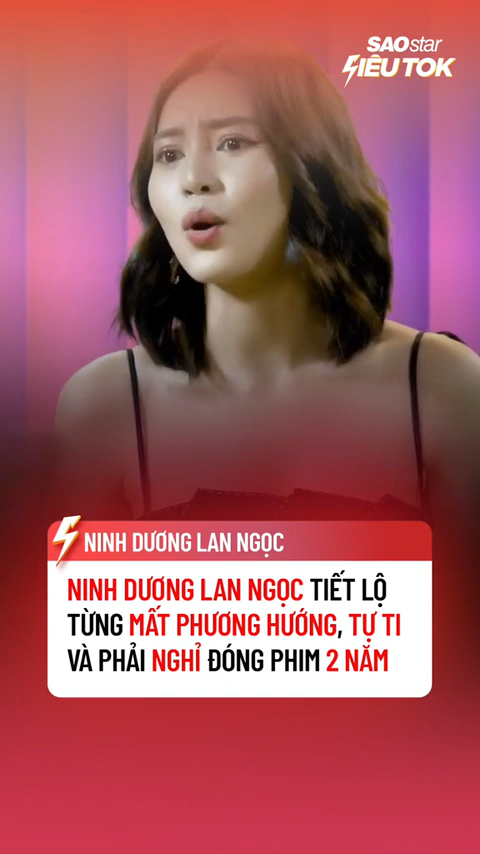 SAOstar
SIÊU TOK
NINH DƯƠNG LAN NGỌC
NINH DƯƠNG LAN NGỌC TIẾT LỘ
TỪNG MẤT PHƯƠNG HƯỚNG, TỰ TI
VÀ PHẢI NGHỈ ĐÓNG PHIM 2 NĂM